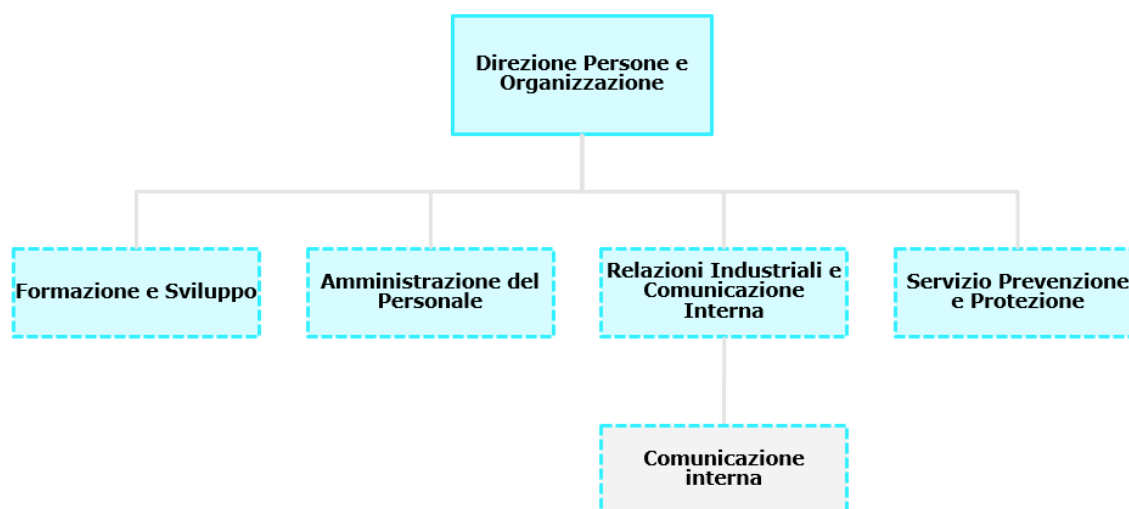 Direzione Persone e
Organizzazione
Formazione e Sviluppo
Amministrazione del
Personale
Relazioni Industriali e
Comunicazione
Interna
Servizio Prevenzione
e Protezione
Comunicazione
interna